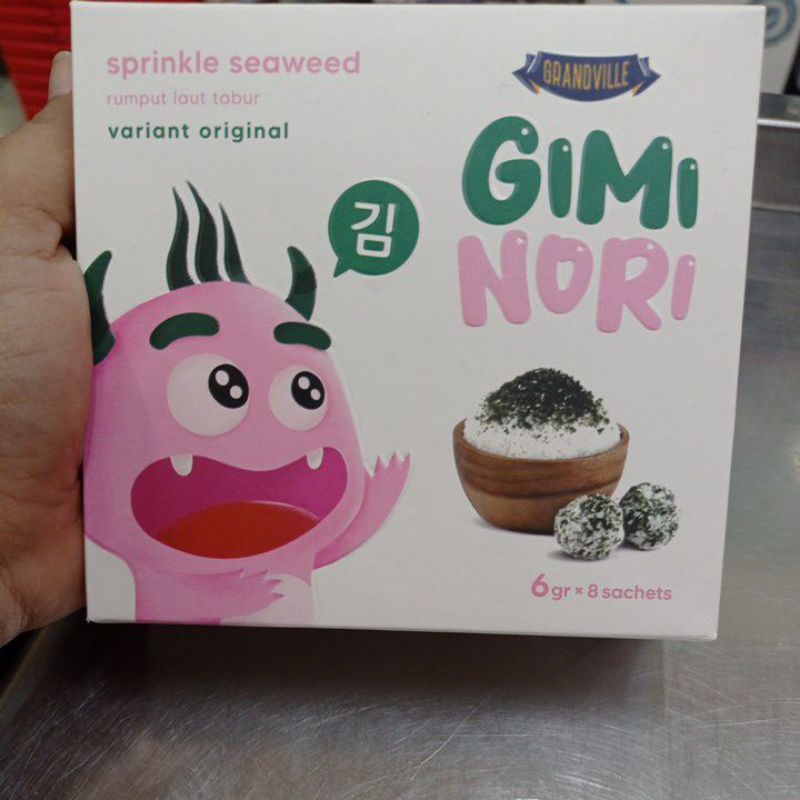 sprinkle seaweed
rumput laut tabur
variant original
GRANDVILLE
GIMI
NORI
김
6gr × 8 sachets